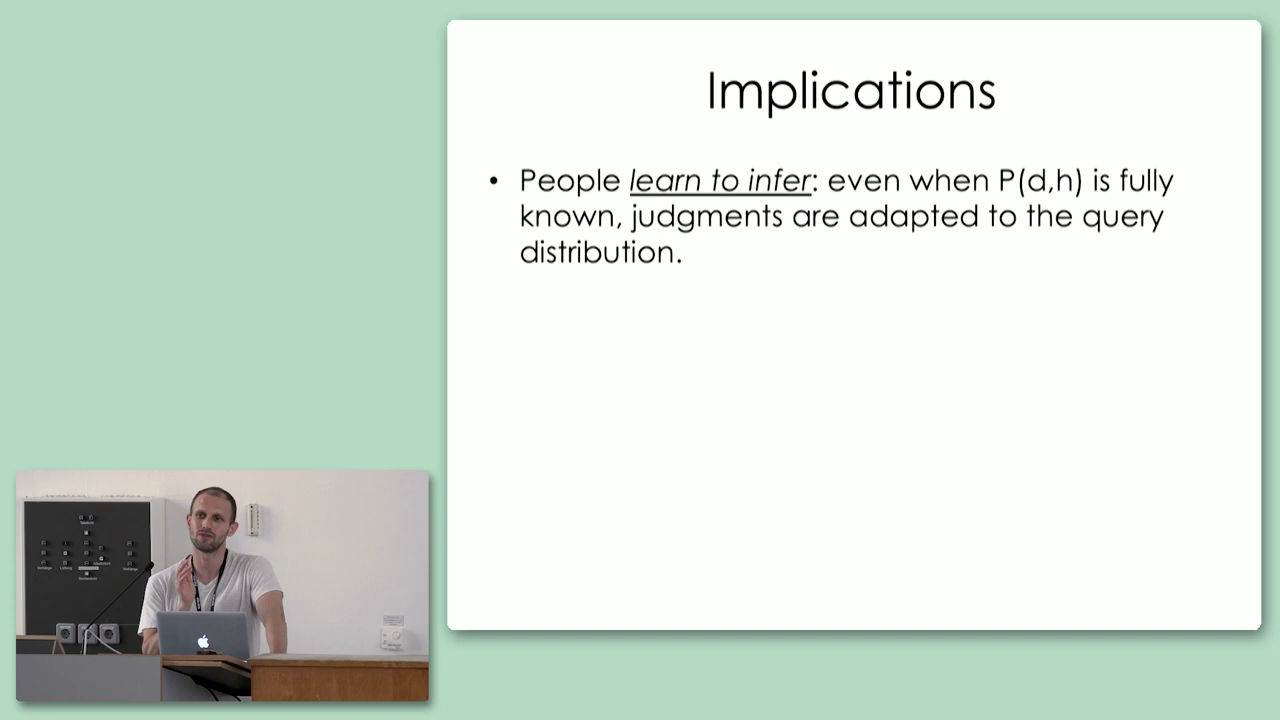 Implications
• People learn to infer: even when P(d,h) is fully
known, judgments are adapted to the query
distribution.